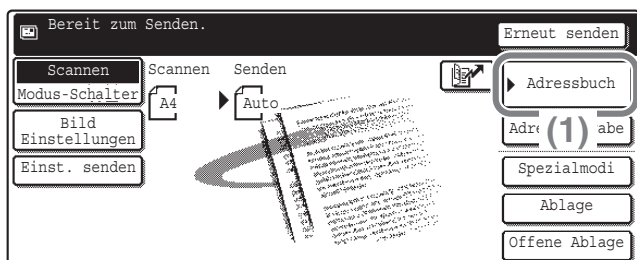 Bereit zum Senden.
Erneut senden
Scannen
Scannen
Senden
Adressbuch
Modus-Schalter
A4
Auto
Bild
Einstellungen
(1)
Einst. senden
Spezialmodi
Ablage
Offene Ablage